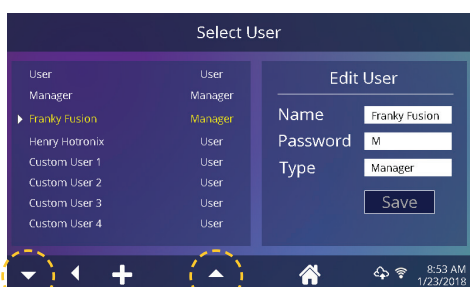 Select User
User User
Manager Manager
Franky Fusion Manager
Henry Hotronix User
Custom User 1 User
Custom User 2 User
Custom User 3 User
Custom User 4 User
Edit User
Name Franky Fusion
Password M
Type Manager
Save
8:53 AM
1/23/2018